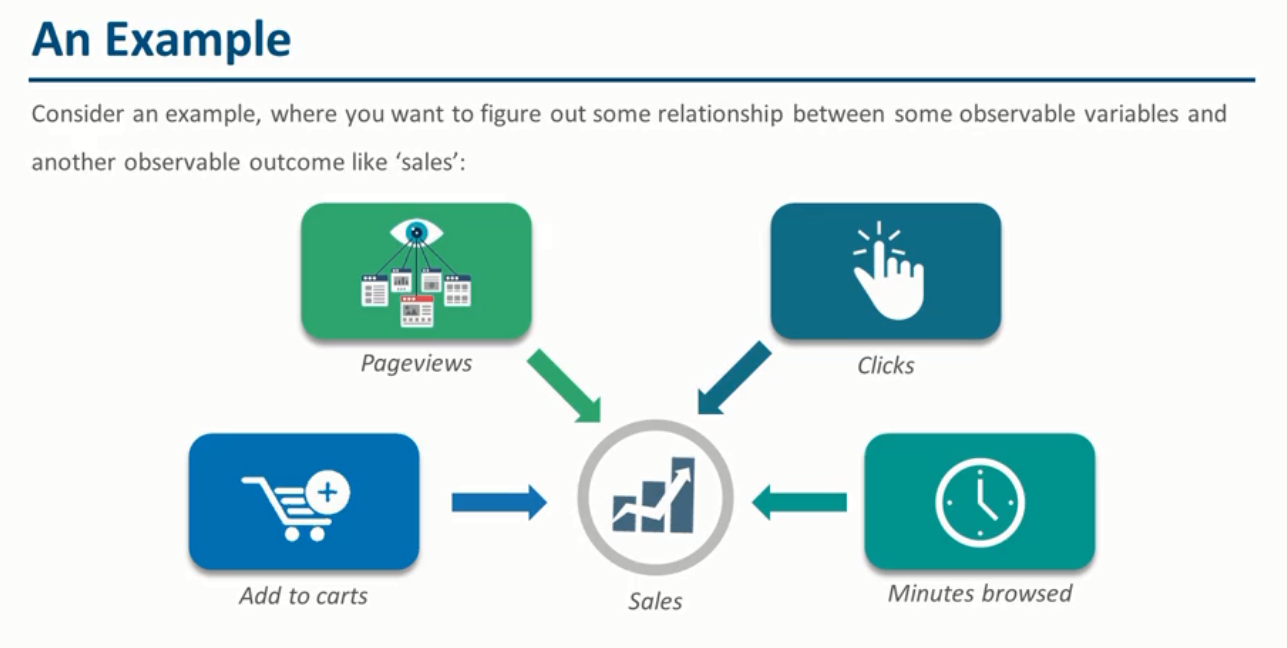 An Example
Consider an example, where you want to figure out some relationship between some observable variables and
another observable outcome like ‘sales’:
Pageviews
Clicks
Add to carts
Sales
Minutes browsed